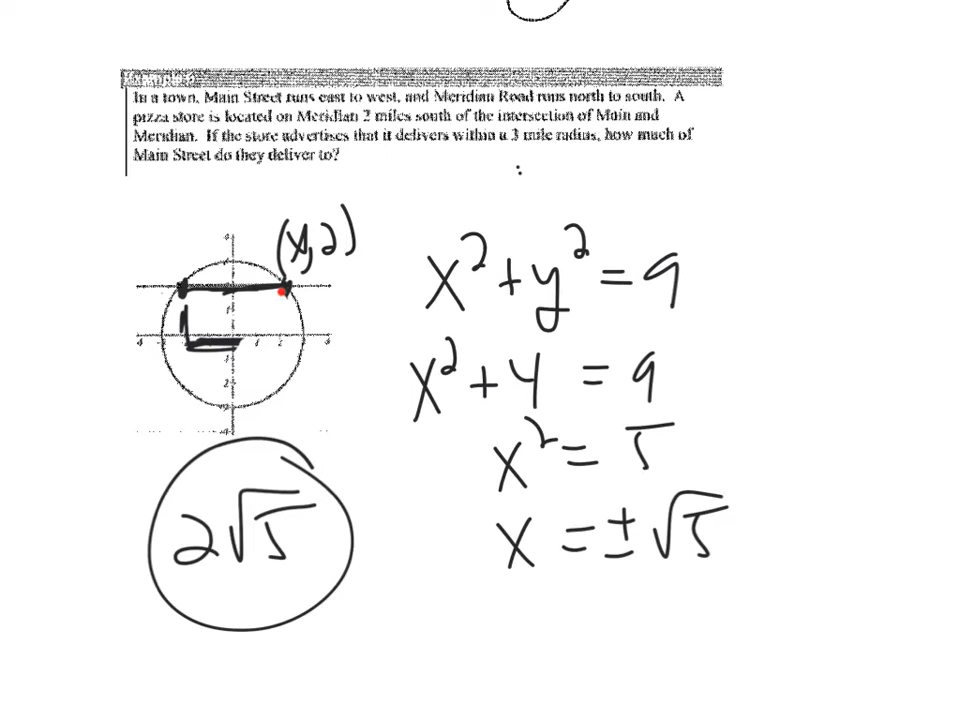 Example 6
In a town, Main Street runs east to west, and Meridian Road runs north to south. A
pizza store is located on Meridian 2 miles south of the intersection of Main and
Meridian. If the store advertises that it delivers within a 3 mile radius, how much of
Main Street do they deliver to?
(x, 2)
x² + y² = 9
x² + 4 = 9
x² = 5
x = ± √5
2√5